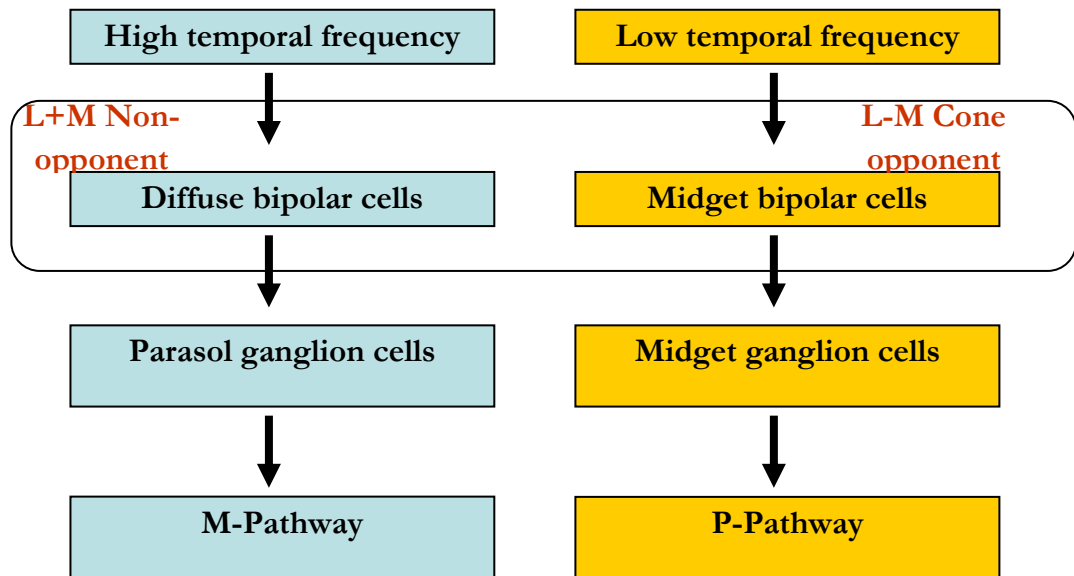 High temporal frequency
Low temporal frequency
L+M Non-
opponent
L-M Cone
opponent
Diffuse bipolar cells
Midget bipolar cells
Parasol ganglion cells
Midget ganglion cells
M-Pathway
P-Pathway